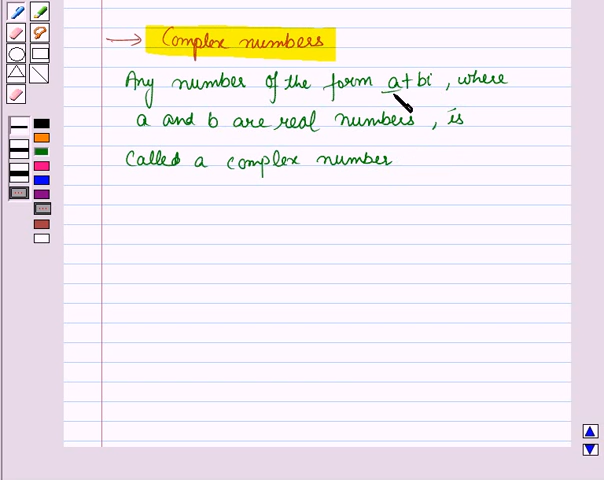 → Complex numbers
Any number of the form a+bi, where
a and b are real numbers, is
Called a complex number